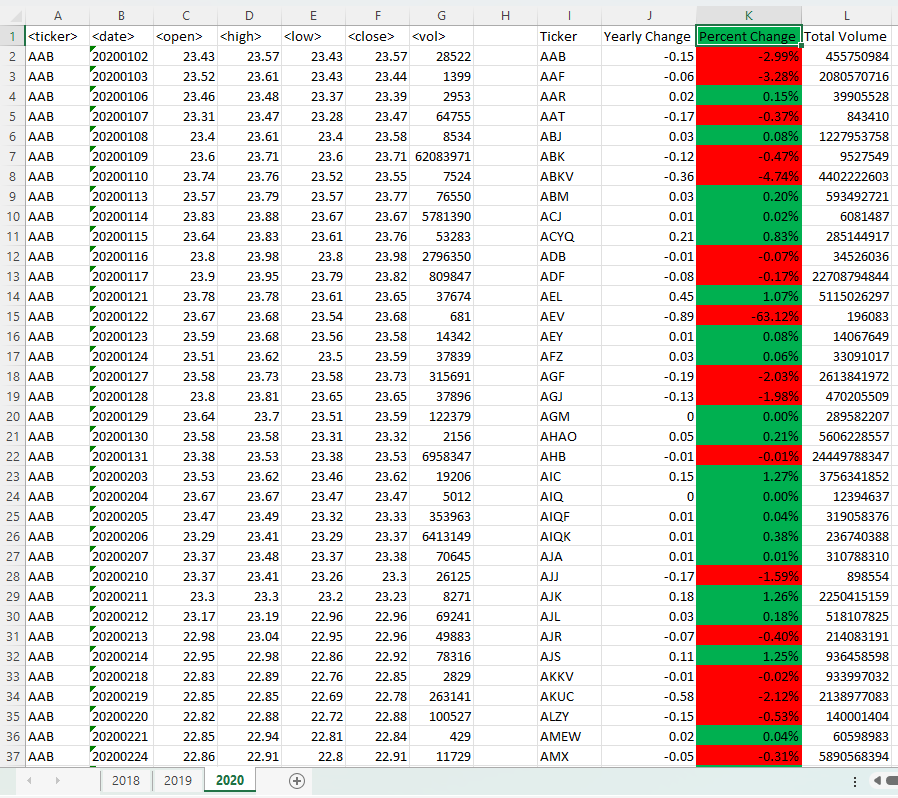 A B C D E F G H I J K L
1 <ticker> <date> <open> <high> <low> <close> <vol> Ticker Yearly Change Percent Change Total Volume
2 AAB 20200102 23.43 23.57 23.43 23.57 28522 AAB -0.15 -2.99% 455750984
3 AAB 20200103 23.52 23.61 23.43 23.44 1399 AAF -0.06 -3.28% 2080570716
4 AAB 20200106 23.46 23.48 23.37 23.39 2953 AAR 0.02 0.15% 39905528
5 AAB 20200107 23.31 23.47 23.28 23.47 64755 AAT -0.17 -0.37% 843410
6 AAB 20200108 23.4 23.61 23.4 23.58 8534 ABJ 0.03 0.08% 1227953758
7 AAB 20200109 23.6 23.71 23.6 23.71 62083971 ABK -0.12 -0.47% 9527549
8 AAB 20200110 23.74 23.76 23.52 23.55 7524 ABKV -0.36 -4.74% 4402222603
9 AAB 20200113 23.57 23.79 23.57 23.77 76550 ABM 0.03 0.20% 593492721
10 AAB 20200114 23.83 23.88 23.67 23.67 5781390 ACJ 0.01 0.02% 6081487
11 AAB 20200115 23.64 23.83 23.61 23.76 53283 ACYQ 0.21 0.83% 285144917
12 AAB 20200116 23.8 23.98 23.8 23.98 2796350 ADB -0.01 -0.07% 34526036
13 AAB 20200117 23.9 23.95 23.79 23.82 809847 ADF -0.08 -0.17% 22708794844
14 AAB 20200121 23.78 23.78 23.61 23.65 37674 AEL 0.45 1.07% 5115026297
15 AAB 20200122 23.67 23.68 23.54 23.68 681 AEV -0.89 -63.12% 196083
16 AAB 20200123 23.59 23.68 23.56 23.58 14342 AEY 0.01 0.08% 14067649
17 AAB 20200124 23.51 23.62 23.5 23.59 37839 AFZ 0.03 0.06% 33091017
18 AAB 20200127 23.58 23.73 23.58 23.73 315691 AGF -0.19 -2.03% 2613841972
19 AAB 20200128 23.8 23.81 23.65 23.65 37896 AGJ -0.13 -1.98% 470205509
20 AAB 20200129 23.64 23.7 23.51 23.59 122379 AGM 0 0.00% 289582207
21 AAB 20200130 23.58 23.58 23.31 23.32 2156 AHAO 0.05 0.21% 5606228557
22 AAB 20200131 23.38 23.53 23.38 23.53 6958347 AHB -0.01 -0.01% 24449788347
23 AAB 20200203 23.53 23.62 23.46 23.62 19206 AIC 0.15 1.27% 3756341852
24 AAB 20200204 23.67 23.67 23.47 23.47 5012 AIQ 0 0.00% 12394637
25 AAB 20200205 23.47 23.49 23.32 23.33 353963 AIQF 0.01 0.04% 319058376
26 AAB 20200206 23.29 23.41 23.29 23.37 6413149 AIQK 0.01 0.38% 236740388
27 AAB 20200207 23.37 23.48 23.37 23.38 70645 AJA 0.01 0.01% 310788310
28 AAB 20200210 23.37 23.41 23.26 23.3 26125 AJJ -0.17 -1.59% 898554
29 AAB 20200211 23.3 23.3 23.2 23.23 8271 AJK 0.18 1.26% 2250415159
30 AAB 20200212 23.17 23.19 22.96 22.96 69241 AJL 0.03 0.18% 518107825
31 AAB 20200213 22.98 23.04 22.95 22.96 49883 AJR -0.07 -0.40% 214083191
32 AAB 20200214 22.95 22.98 22.86 22.92 78316 AJS 0.11 1.25% 936458598
33 AAB 20200218 22.83 22.89 22.76 22.85 2829 AKKV -0.01 -0.02% 933997032
34 AAB 20200219 22.85 22.85 22.69 22.78 263141 AKUC -0.58 -2.12% 2138977083
35 AAB 20200220 22.82 22.88 22.72 22.88 100527 ALZY -0.15 -0.53% 140001404
36 AAB 20200221 22.85 22.94 22.81 22.84 429 AMEW 0.02 0.04% 60598983
37 AAB 20200224 22.86 22.91 22.8 22.91 11729 AMX -0.05 -0.31% 5890568394
2018 2019 2020